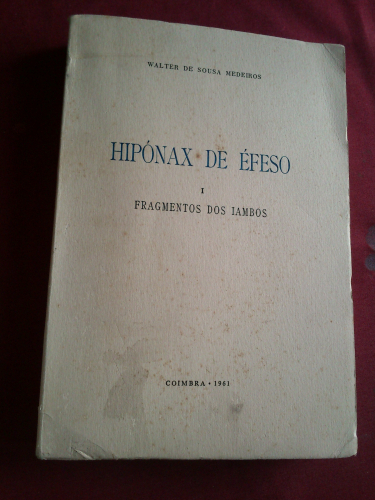 WALTER DE SOUSA MEDEIROS
HIPÓNAX DE ÉFESO
I
FRAGMENTOS DOS IAMBOS
COIMBRA • 1961